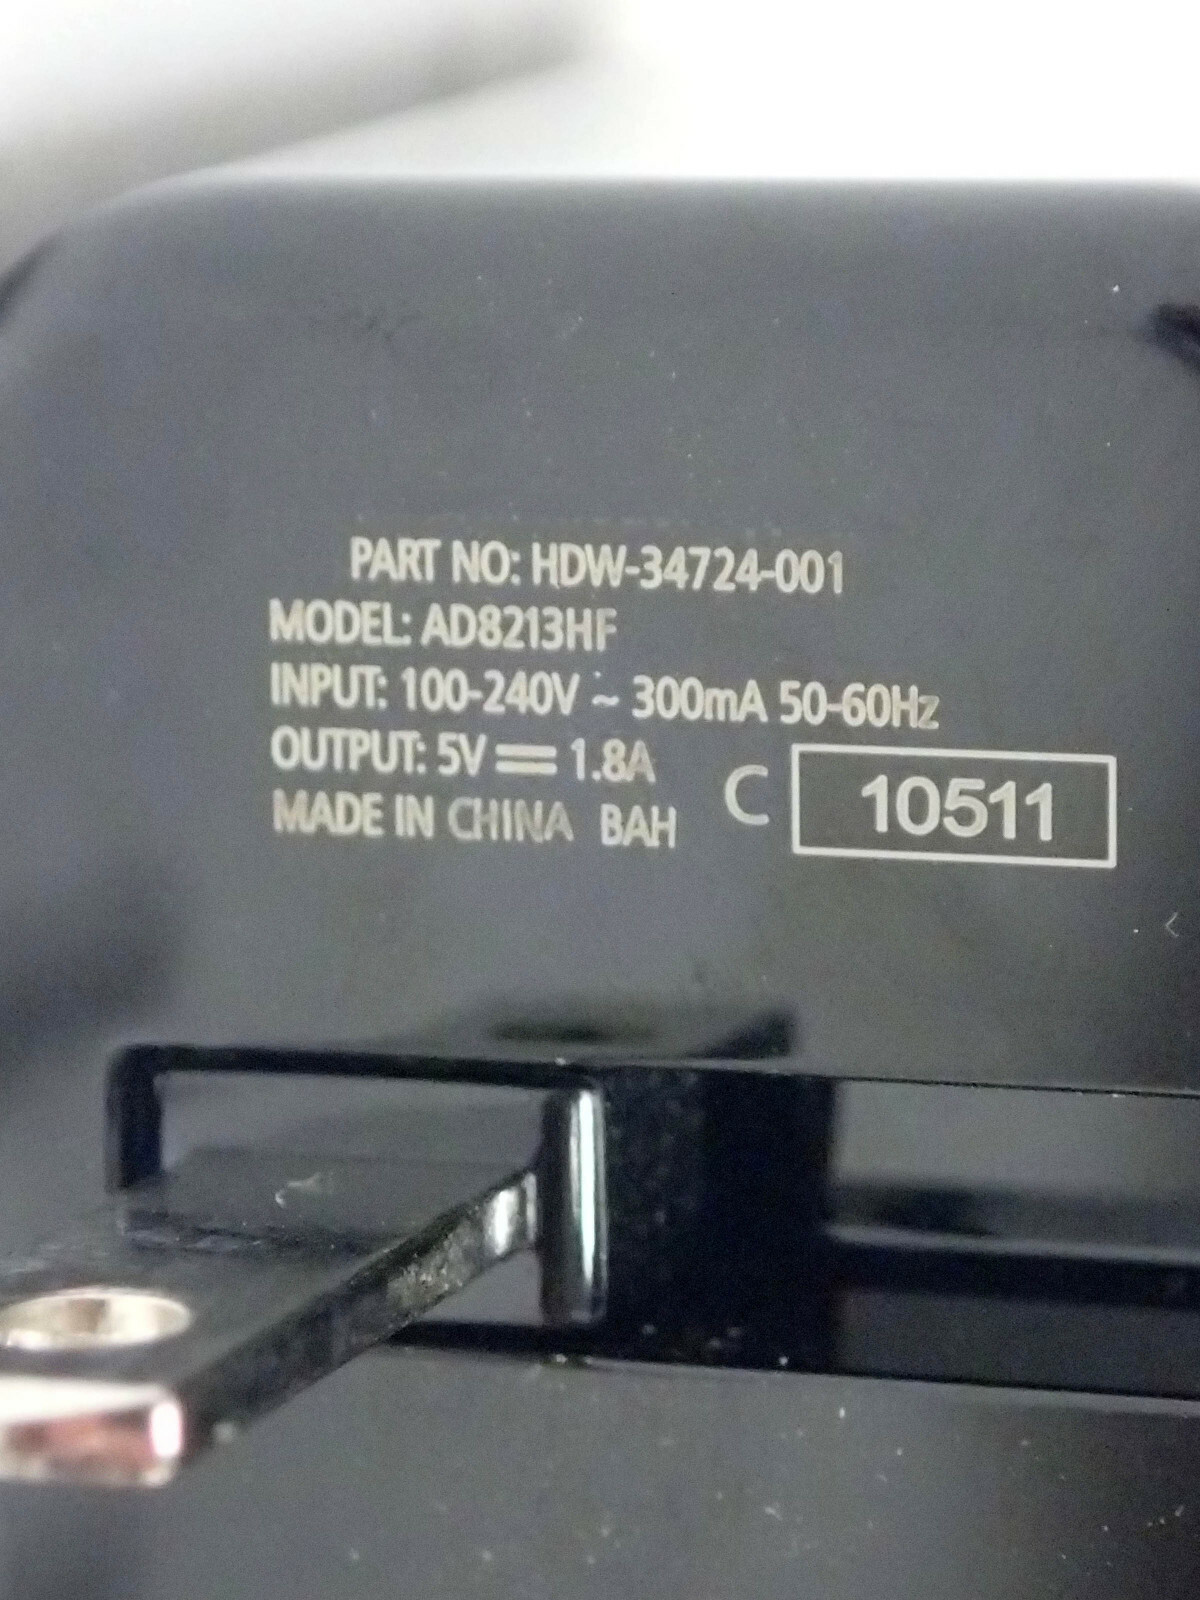 PART NO: HDW-34724-001
MODEL: AD8213HF
INPUT: 100-240V ~ 300mA 50-60Hz
OUTPUT: 5V ⎓ 1.8A
MADE IN CHINA BAH
C 10511